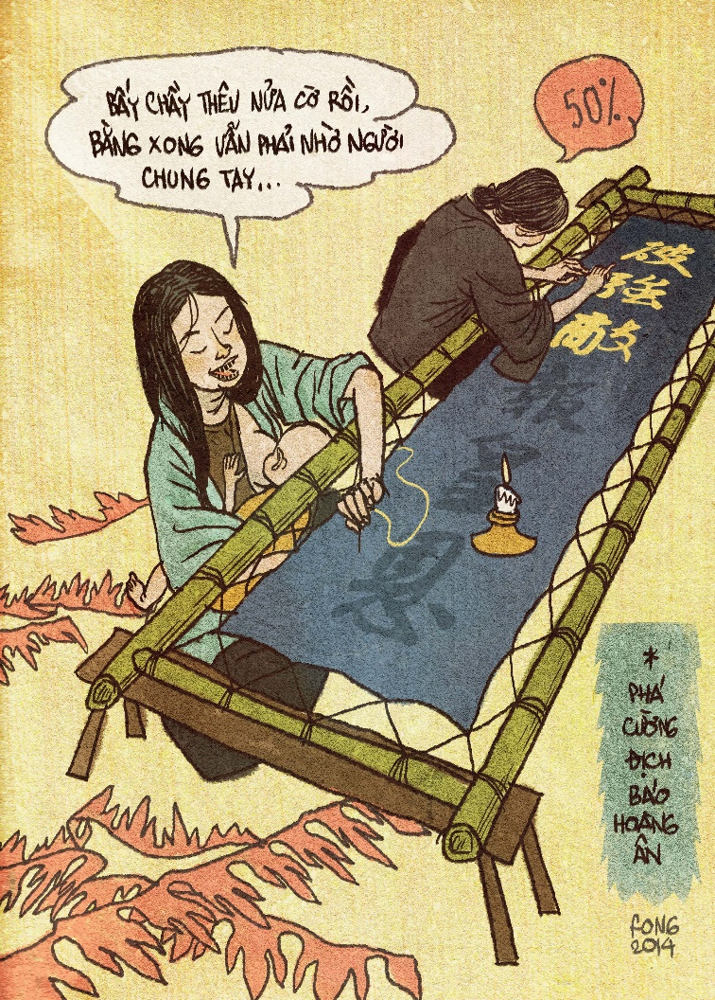 BẤY CHẦY THÊU NỬA CỜ RỒI,
BẰNG XONG VẪN PHẢI NHỜ NGƯỜI
CHUNG TAY...
50%
破
強
敵
報
皇
恩
*
PHÁ
CƯỜNG
ĐỊCH
BÁO
HOÀNG
ÂN
FONG
2014